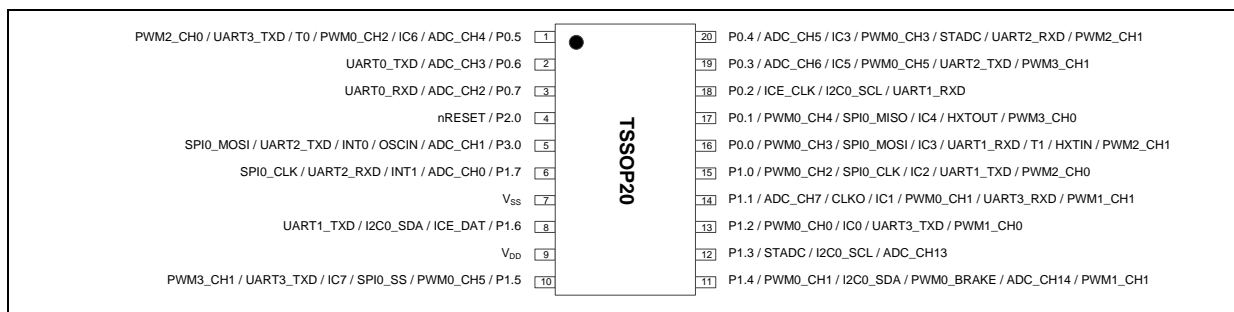 PWM2_CH0 / UART3_TXD / T0 / PWM0_CH2 / IC6 / ADC_CH4 / P0.5 1
UART0_TXD / ADC_CH3 / P0.6 2
UART0_RXD / ADC_CH2 / P0.7 3
nRESET / P2.0 4
SPI0_MOSI / UART2_TXD / INT0 / OSCIN / ADC_CH1 / P3.0 5
SPI0_CLK / UART2_RXD / INT1 / ADC_CH0 / P1.7 6
VSS 7
UART1_TXD / I2C0_SDA / ICE_DAT / P1.6 8
VDD 9
PWM3_CH1 / UART3_TXD / IC7 / SPI0_SS / PWM0_CH5 / P1.5 10
TSSOP20
20 P0.4 / ADC_CH5 / IC3 / PWM0_CH3 / STADC / UART2_RXD / PWM2_CH1
19 P0.3 / ADC_CH6 / IC5 / PWM0_CH5 / UART2_TXD / PWM3_CH1
18 P0.2 / ICE_CLK / I2C0_SCL / UART1_RXD
17 P0.1 / PWM0_CH4 / SPI0_MISO / IC4 / HXTOUT / PWM3_CH0
16 P0.0 / PWM0_CH3 / SPI0_MOSI / IC3 / UART1_RXD / T1 / HXTIN / PWM2_CH1
15 P1.0 / PWM0_CH2 / SPI0_CLK / IC2 / UART1_TXD / PWM2_CH0
14 P1.1 / ADC_CH7 / CLKO / IC1 / PWM0_CH1 / UART3_RXD / PWM1_CH1
13 P1.2 / PWM0_CH0 / IC0 / UART3_TXD / PWM1_CH0
12 P1.3 / STADC / I2C0_SCL / ADC_CH13
11 P1.4 / PWM0_CH1 / I2C0_SDA / PWM0_BRAKE / ADC_CH14 / PWM1_CH1